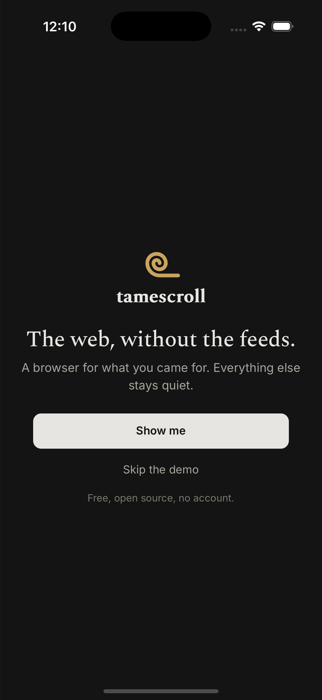 12:10
tamescroll
The web, without the feeds.
A browser for what you came for. Everything else
stays quiet.
Show me
Skip the demo
Free, open source, no account.